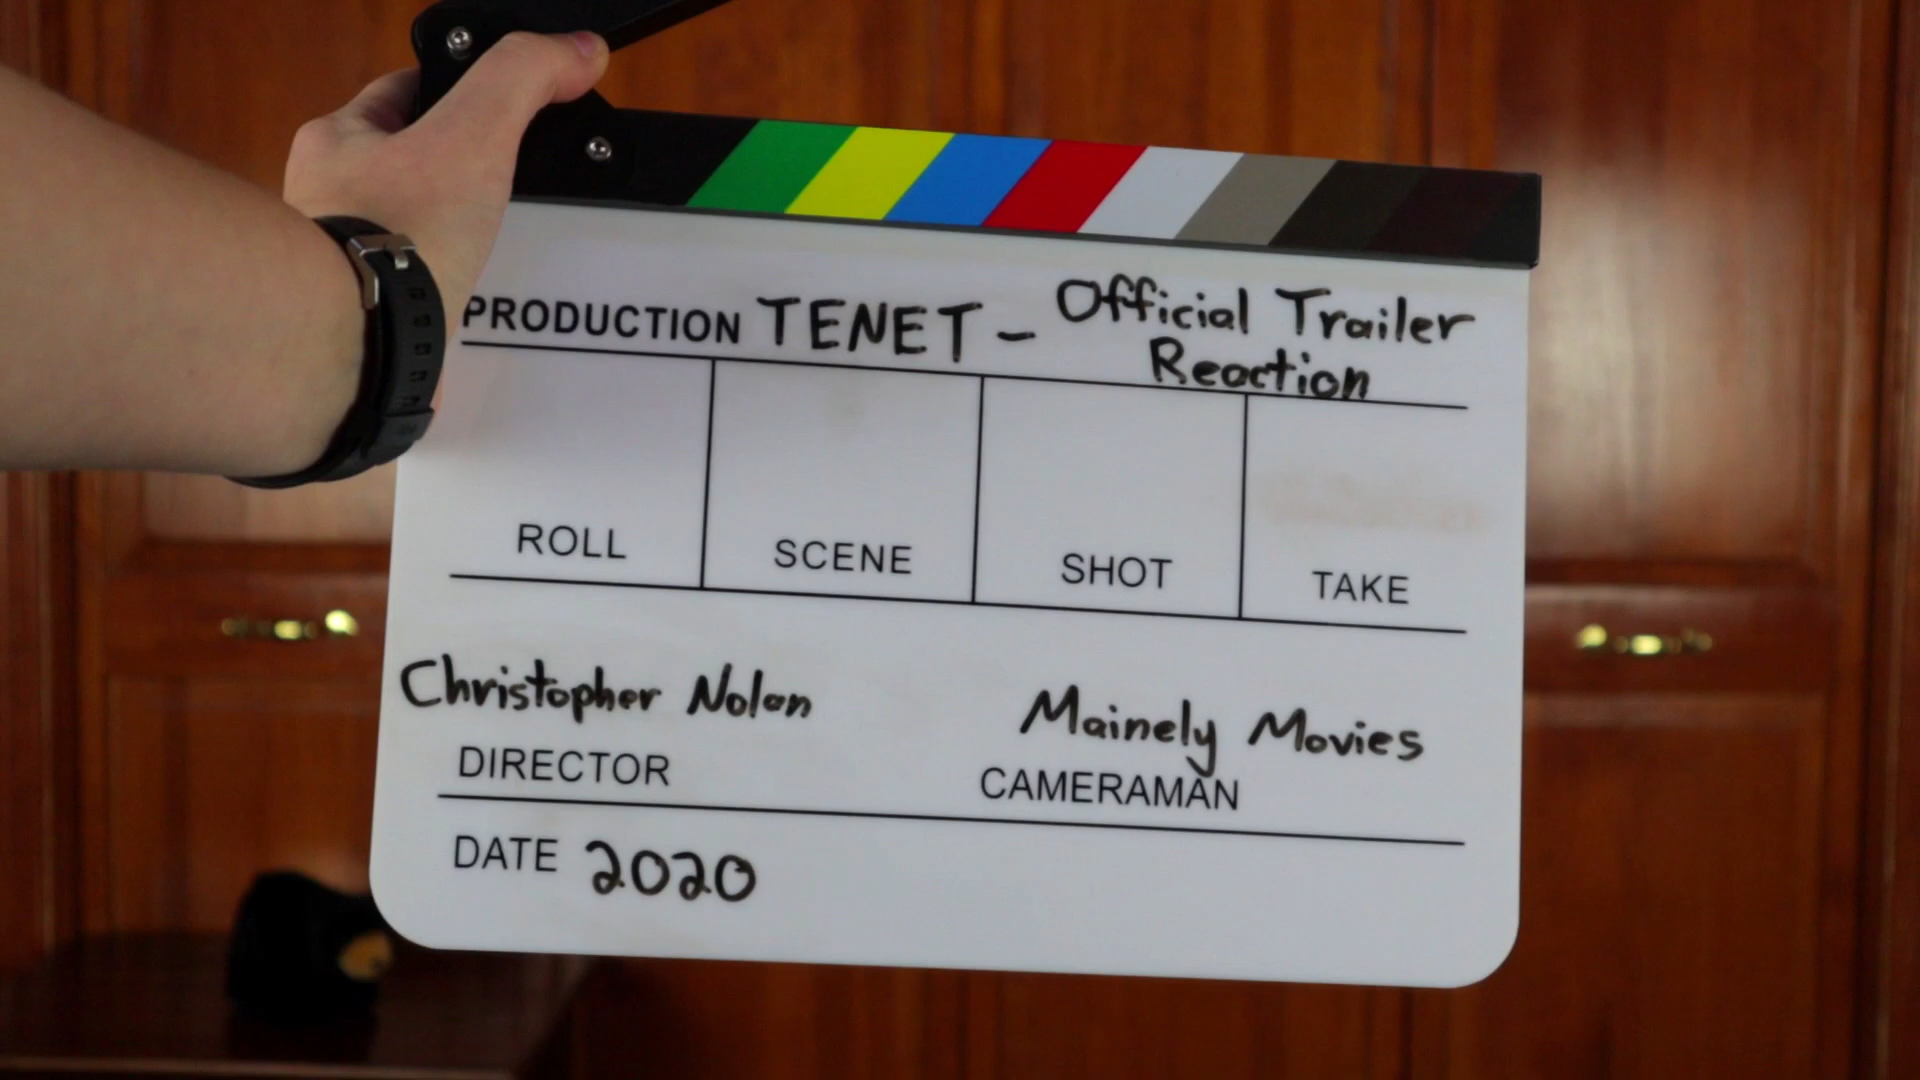 PRODUCTION TENET - Official Trailer
Reaction
ROLL SCENE SHOT TAKE
Christopher Nolan Mainely Movies
DIRECTOR CAMERAMAN
DATE 2020